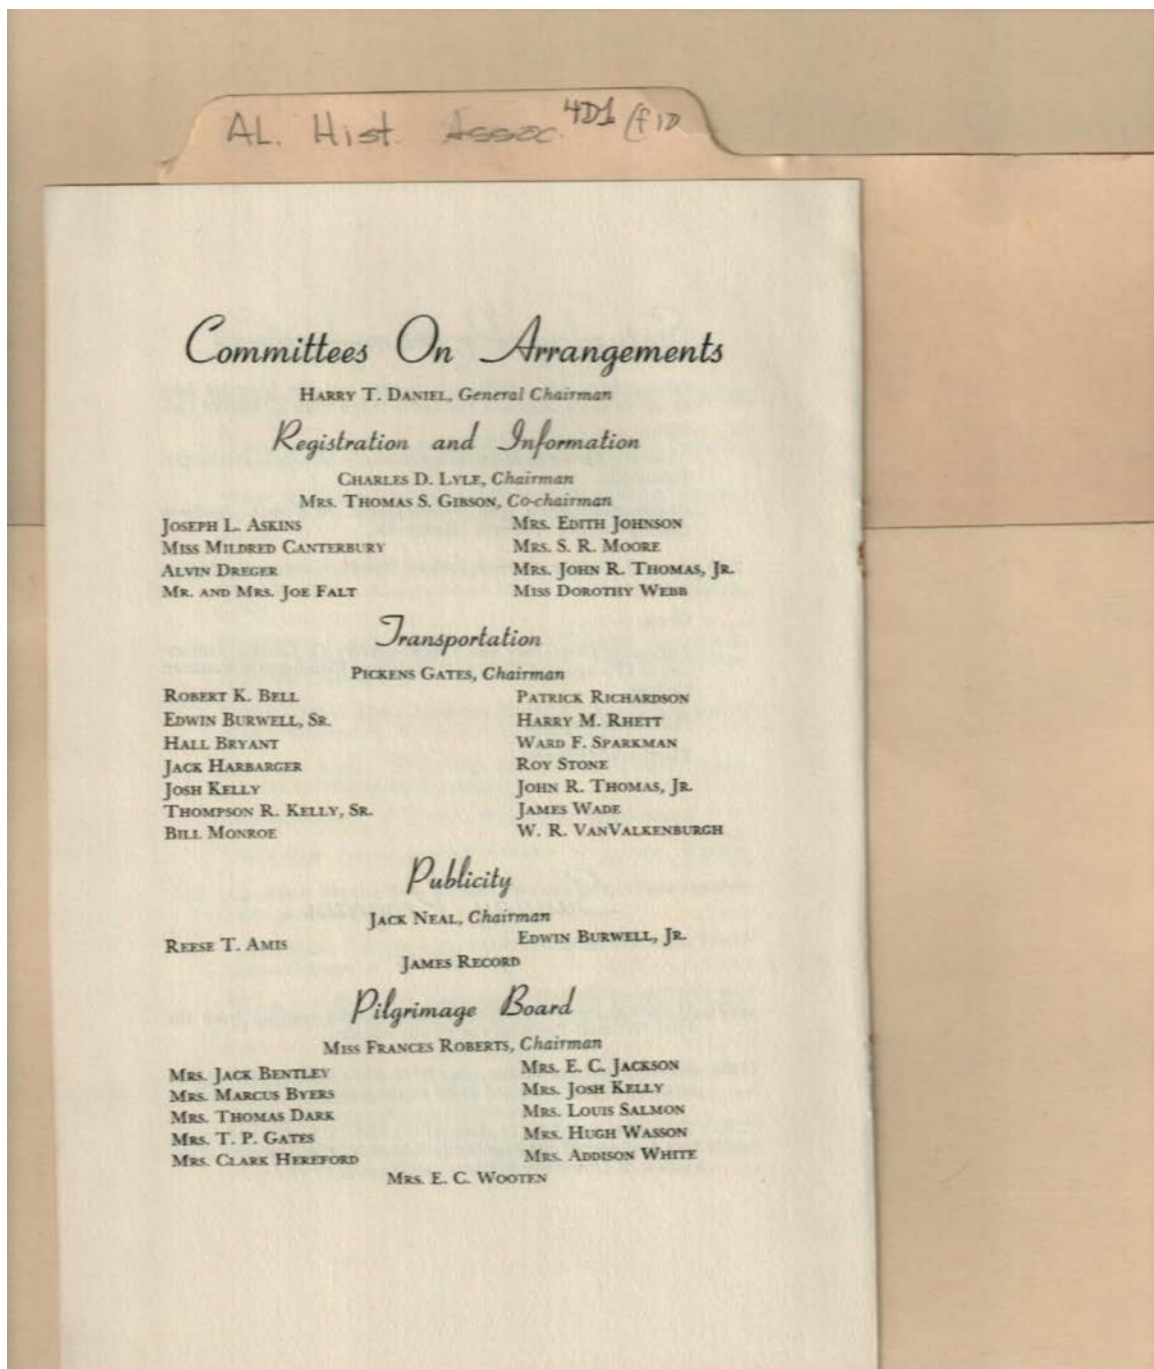 AL. Hist. Assoc. 4D1 (f10
Committees On Arrangements
HARRY T. DANIEL, General Chairman
Registration and Information
CHARLES D. LYLE, Chairman
MRS. THOMAS S. GIBSON, Co-chairman
JOSEPH L. ASKINS MRS. EDITH JOHNSON
MISS MILDRED CANTERBURY MRS. S. R. MOORE
ALVIN DREGER MRS. JOHN R. THOMAS, JR.
MR. AND MRS. JOE FALT MISS DOROTHY WEBB
Transportation
PICKENS GATES, Chairman
ROBERT K. BELL PATRICK RICHARDSON
EDWIN BURWELL, SR. HARRY M. RHETT
HALL BRYANT WARD F. SPARKMAN
JACK HARBARGER ROY STONE
JOSH KELLY JOHN R. THOMAS, JR.
THOMPSON R. KELLY, SR. JAMES WADE
BILL MONROE W. R. VANVALKENBURGH
Publicity
JACK NEAL, Chairman
REESE T. AMIS EDWIN BURWELL, JR.
JAMES RECORD
Pilgrimage Board
MISS FRANCES ROBERTS, Chairman
MRS. JACK BENTLEY MRS. E. C. JACKSON
MRS. MARCUS BYERS MRS. JOSH KELLY
MRS. THOMAS DARK MRS. LOUIS SALMON
MRS. T. P. GATES MRS. HUGH WASSON
MRS. CLARK HEREFORD MRS. ADDISON WHITE
MRS. E. C. WOOTEN